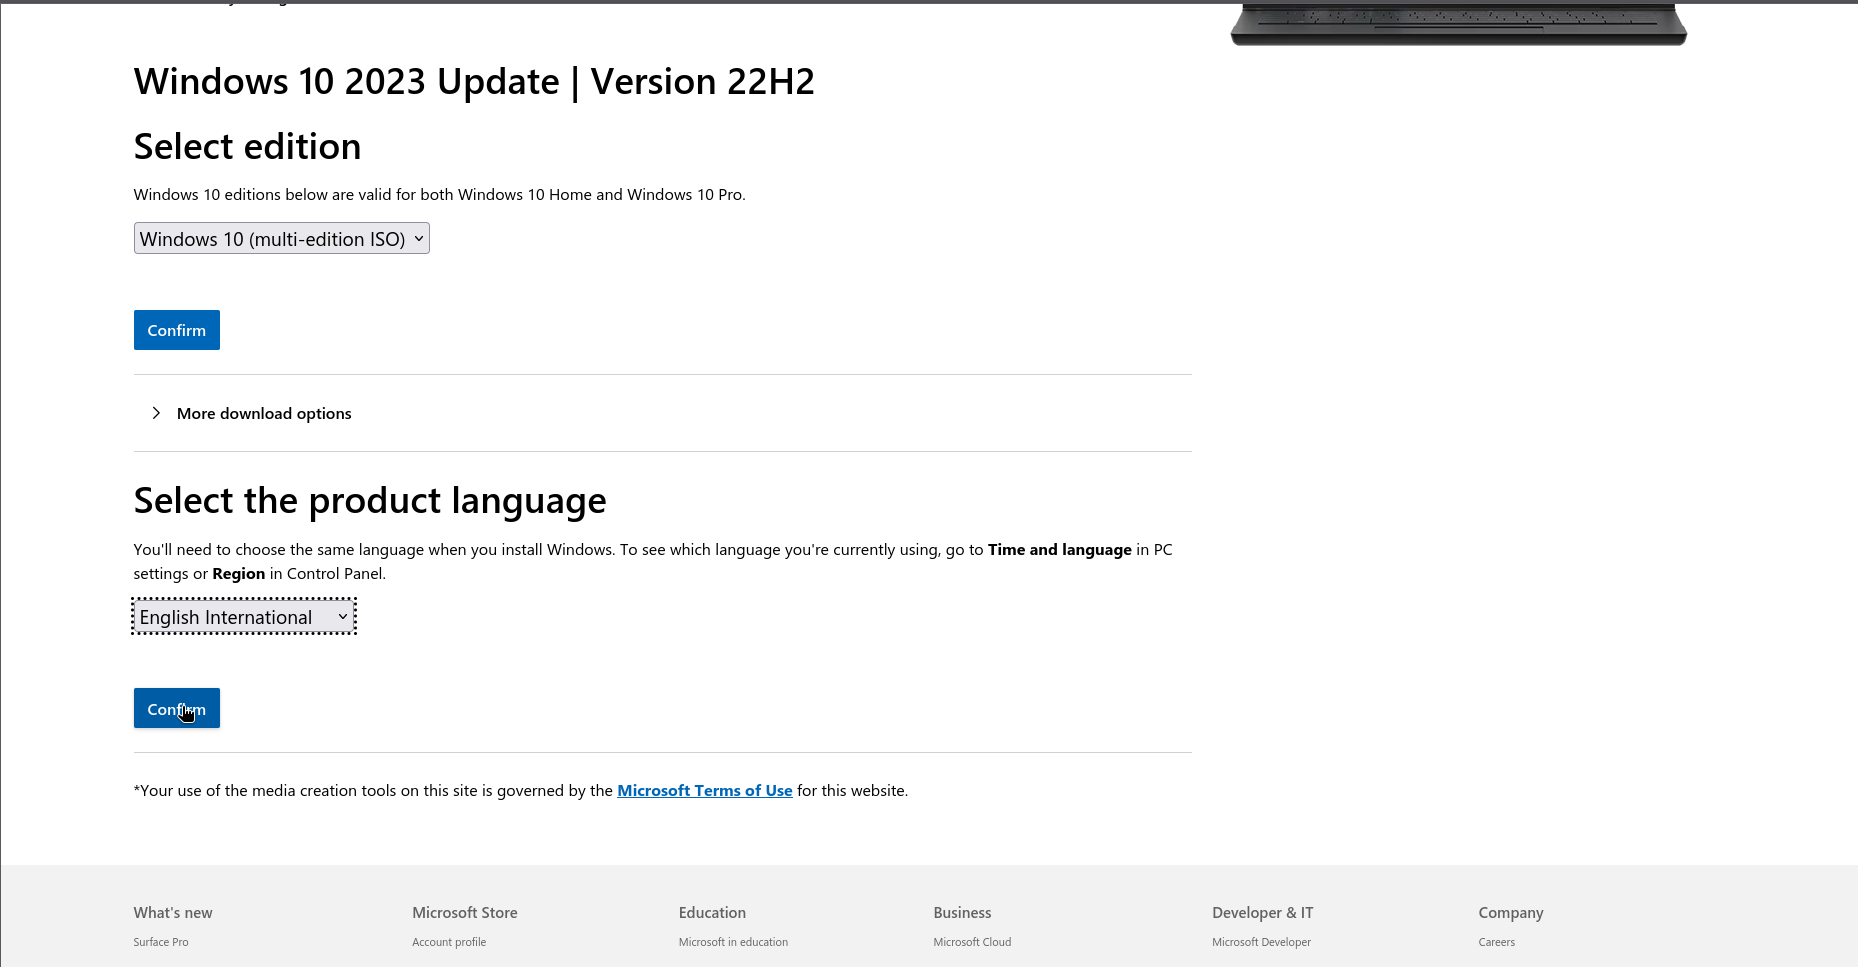 Windows 10 2023 Update | Version 22H2
Select edition
Windows 10 editions below are valid for both Windows 10 Home and Windows 10 Pro.
Windows 10 (multi-edition ISO)
Confirm
More download options
Select the product language
You'll need to choose the same language when you install Windows. To see which language you're currently using, go to Time and language in PC
settings or Region in Control Panel.
English International
Confirm
*Your use of the media creation tools on this site is governed by the Microsoft Terms of Use for this website.
What's new
Surface Pro
Microsoft Store
Account profile
Education
Microsoft in education
Business
Microsoft Cloud
Developer & IT
Microsoft Developer
Company
Careers